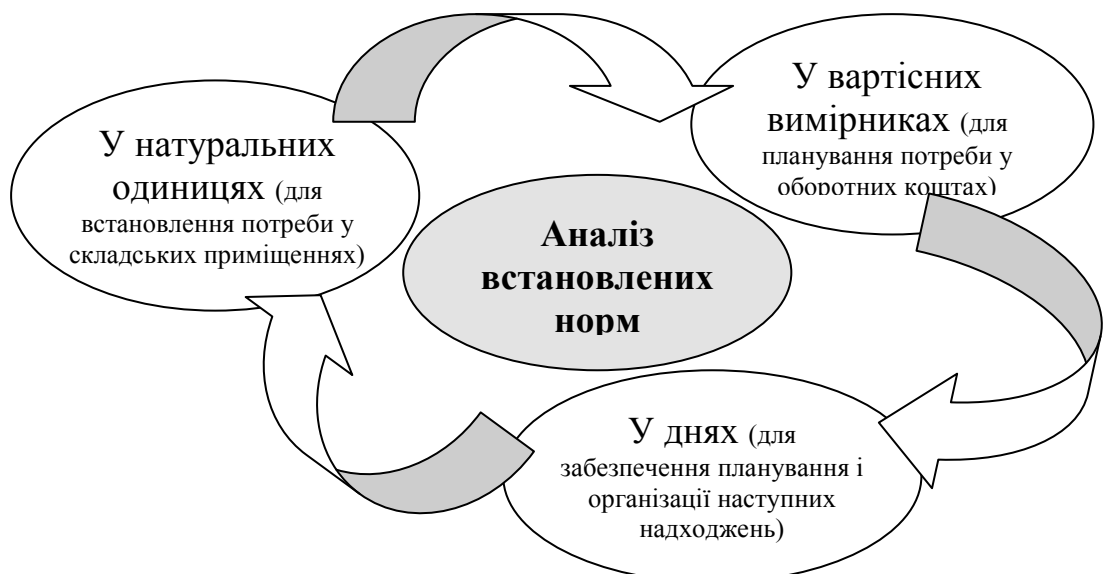 У натуральних
одиницях (для
встановлення потреби у
складських приміщеннях)
У вартісних
вимірниках (для
планування потреби у
оборотних коштах)
Аналіз
встановлених
норм
У днях (для
забезпечення планування і
організації наступних
надходжень)